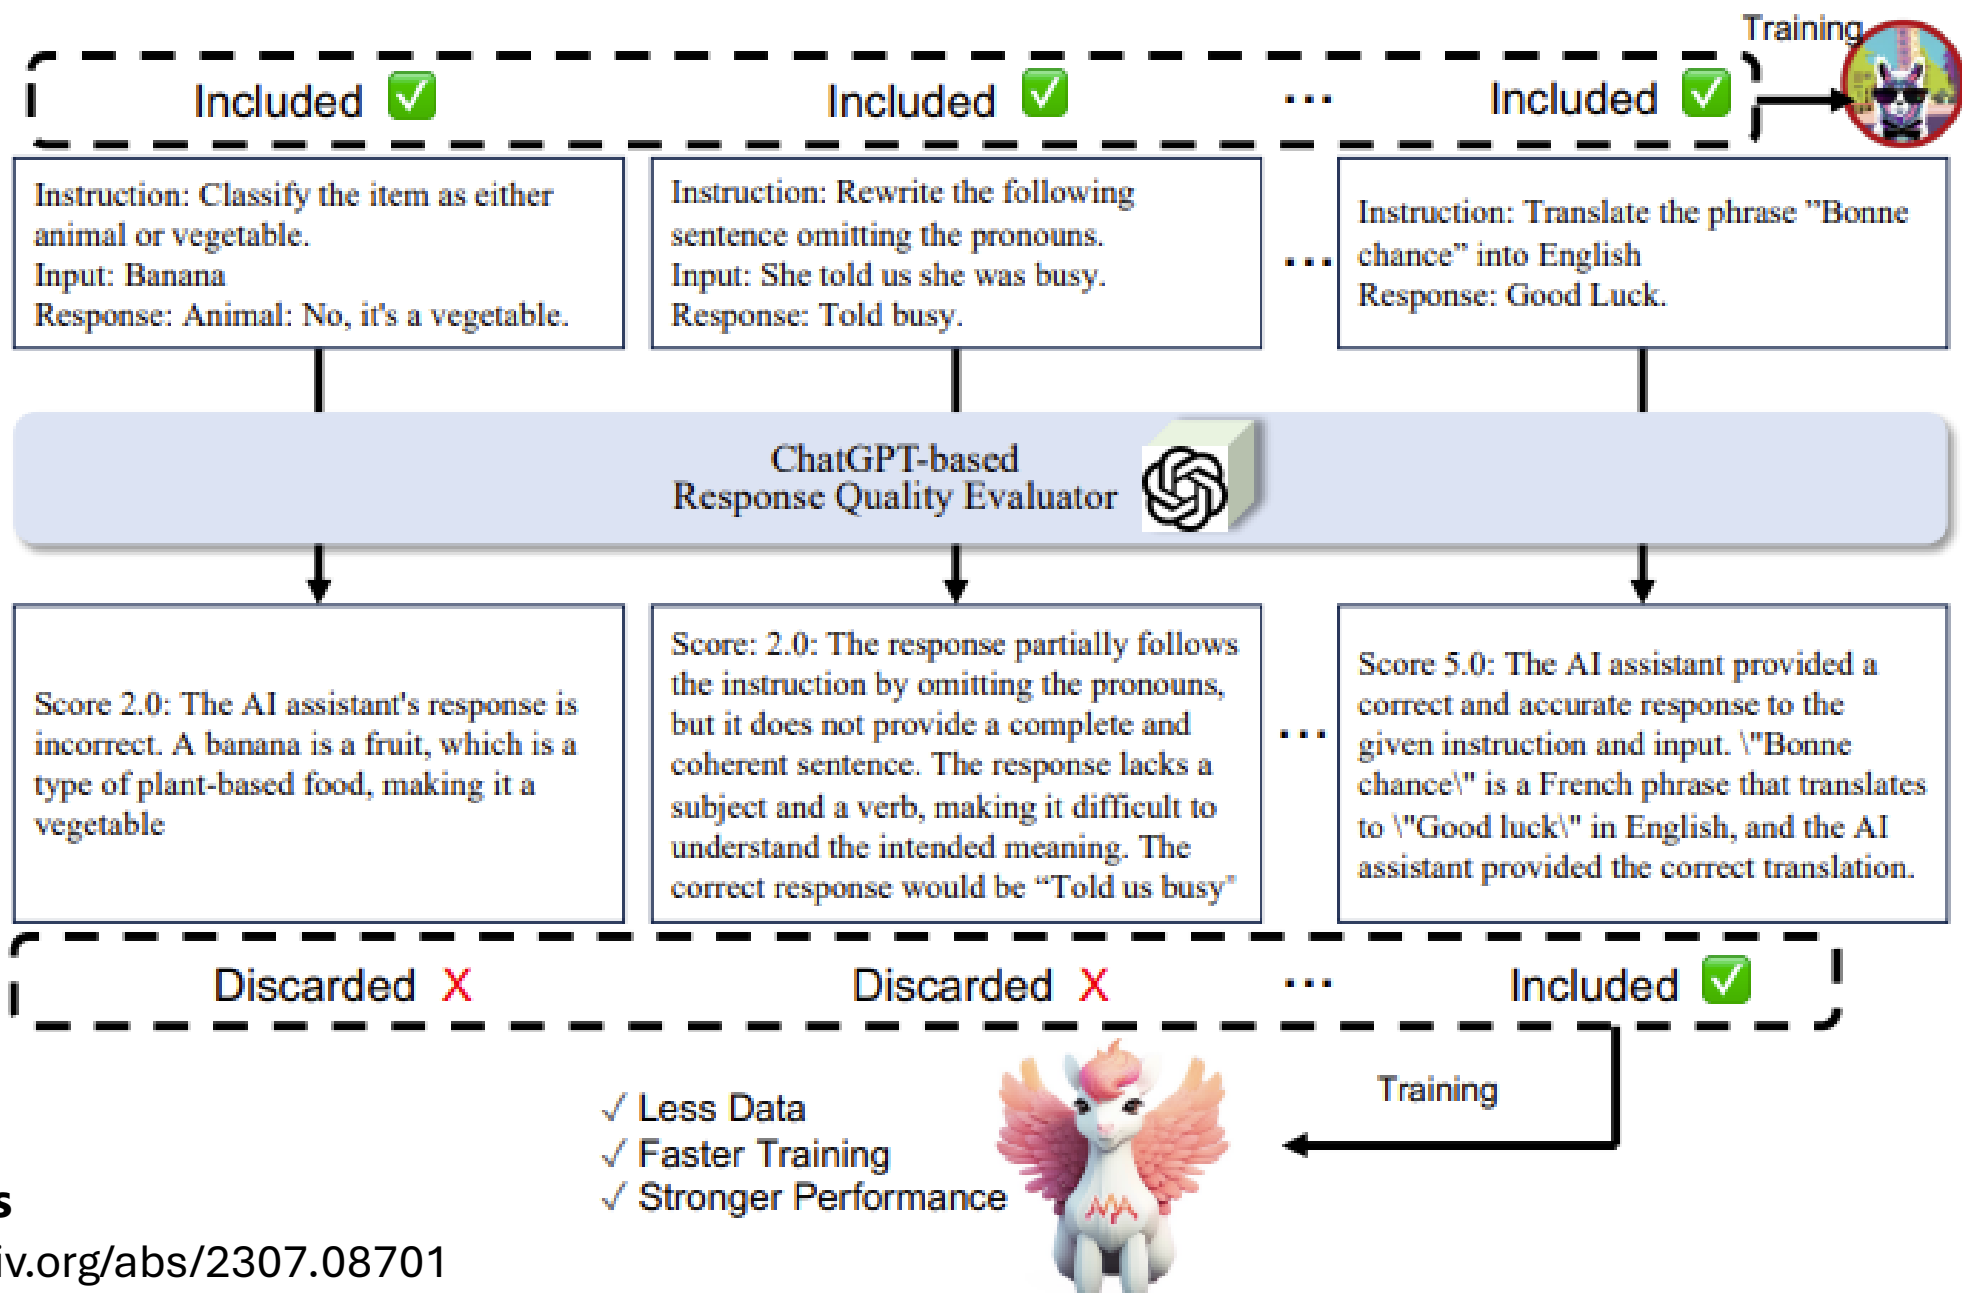 Training
Included
Included
...
Included
Instruction: Classify the item as either
animal or vegetable.
Input: Banana
Response: Animal: No, it's a vegetable.
Instruction: Rewrite the following
sentence omitting the pronouns.
Input: She told us she was busy.
Response: Told busy.
...
Instruction: Translate the phrase ”Bonne
chance” into English
Response: Good Luck.
ChatGPT-based
Response Quality Evaluator
Score 2.0: The AI assistant's response is
incorrect. A banana is a fruit, which is a
type of plant-based food, making it a
vegetable
Score: 2.0: The response partially follows
the instruction by omitting the pronouns,
but it does not provide a complete and
coherent sentence. The response lacks a
subject and a verb, making it difficult to
understand the intended meaning. The
correct response would be “Told us busy"
...
Score 5.0: The AI assistant provided a
correct and accurate response to the
given instruction and input. \"Bonne
chance\" is a French phrase that translates
to \"Good luck\" in English, and the AI
assistant provided the correct translation.
Discarded X
Discarded X
...
Included
Training
✓ Less Data
✓ Faster Training
✓ Stronger Performance
s
iv.org/abs/2307.08701